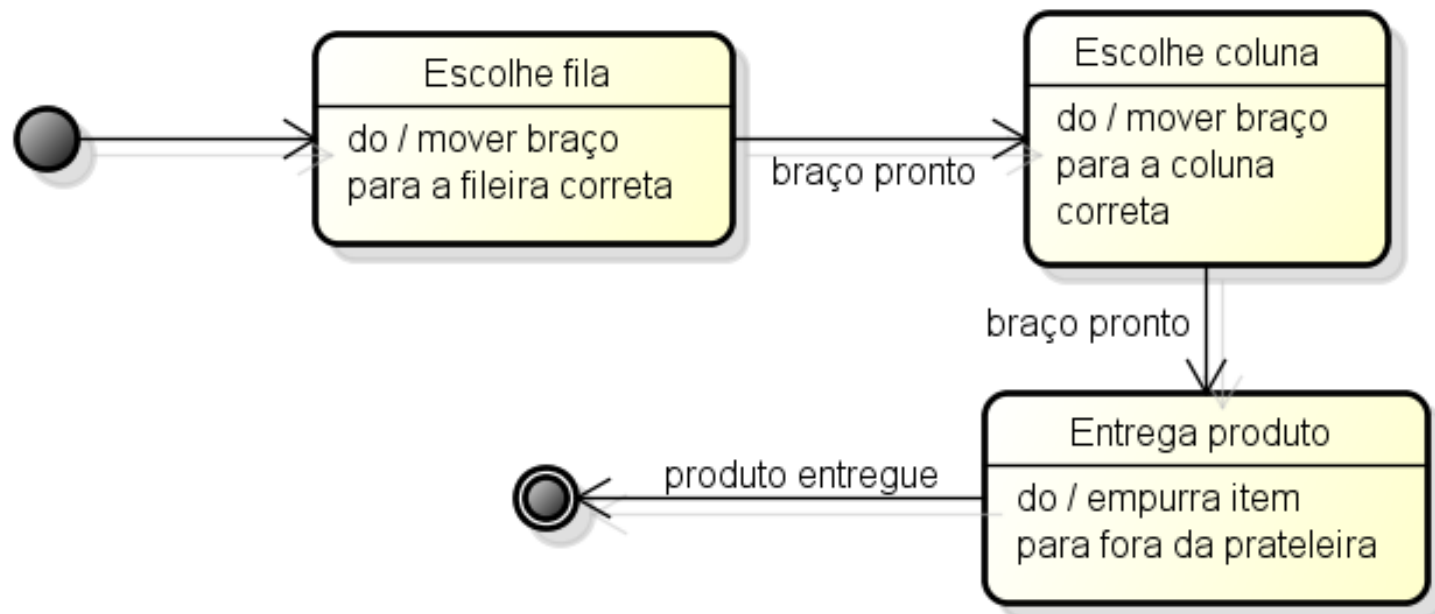 Escolhe fila
do / mover braço
para a fileira correta
braço pronto
Escolhe coluna
do / mover braço
para a coluna
correta
braço pronto
Entrega produto
do / empurra item
para fora da prateleira
produto entregue